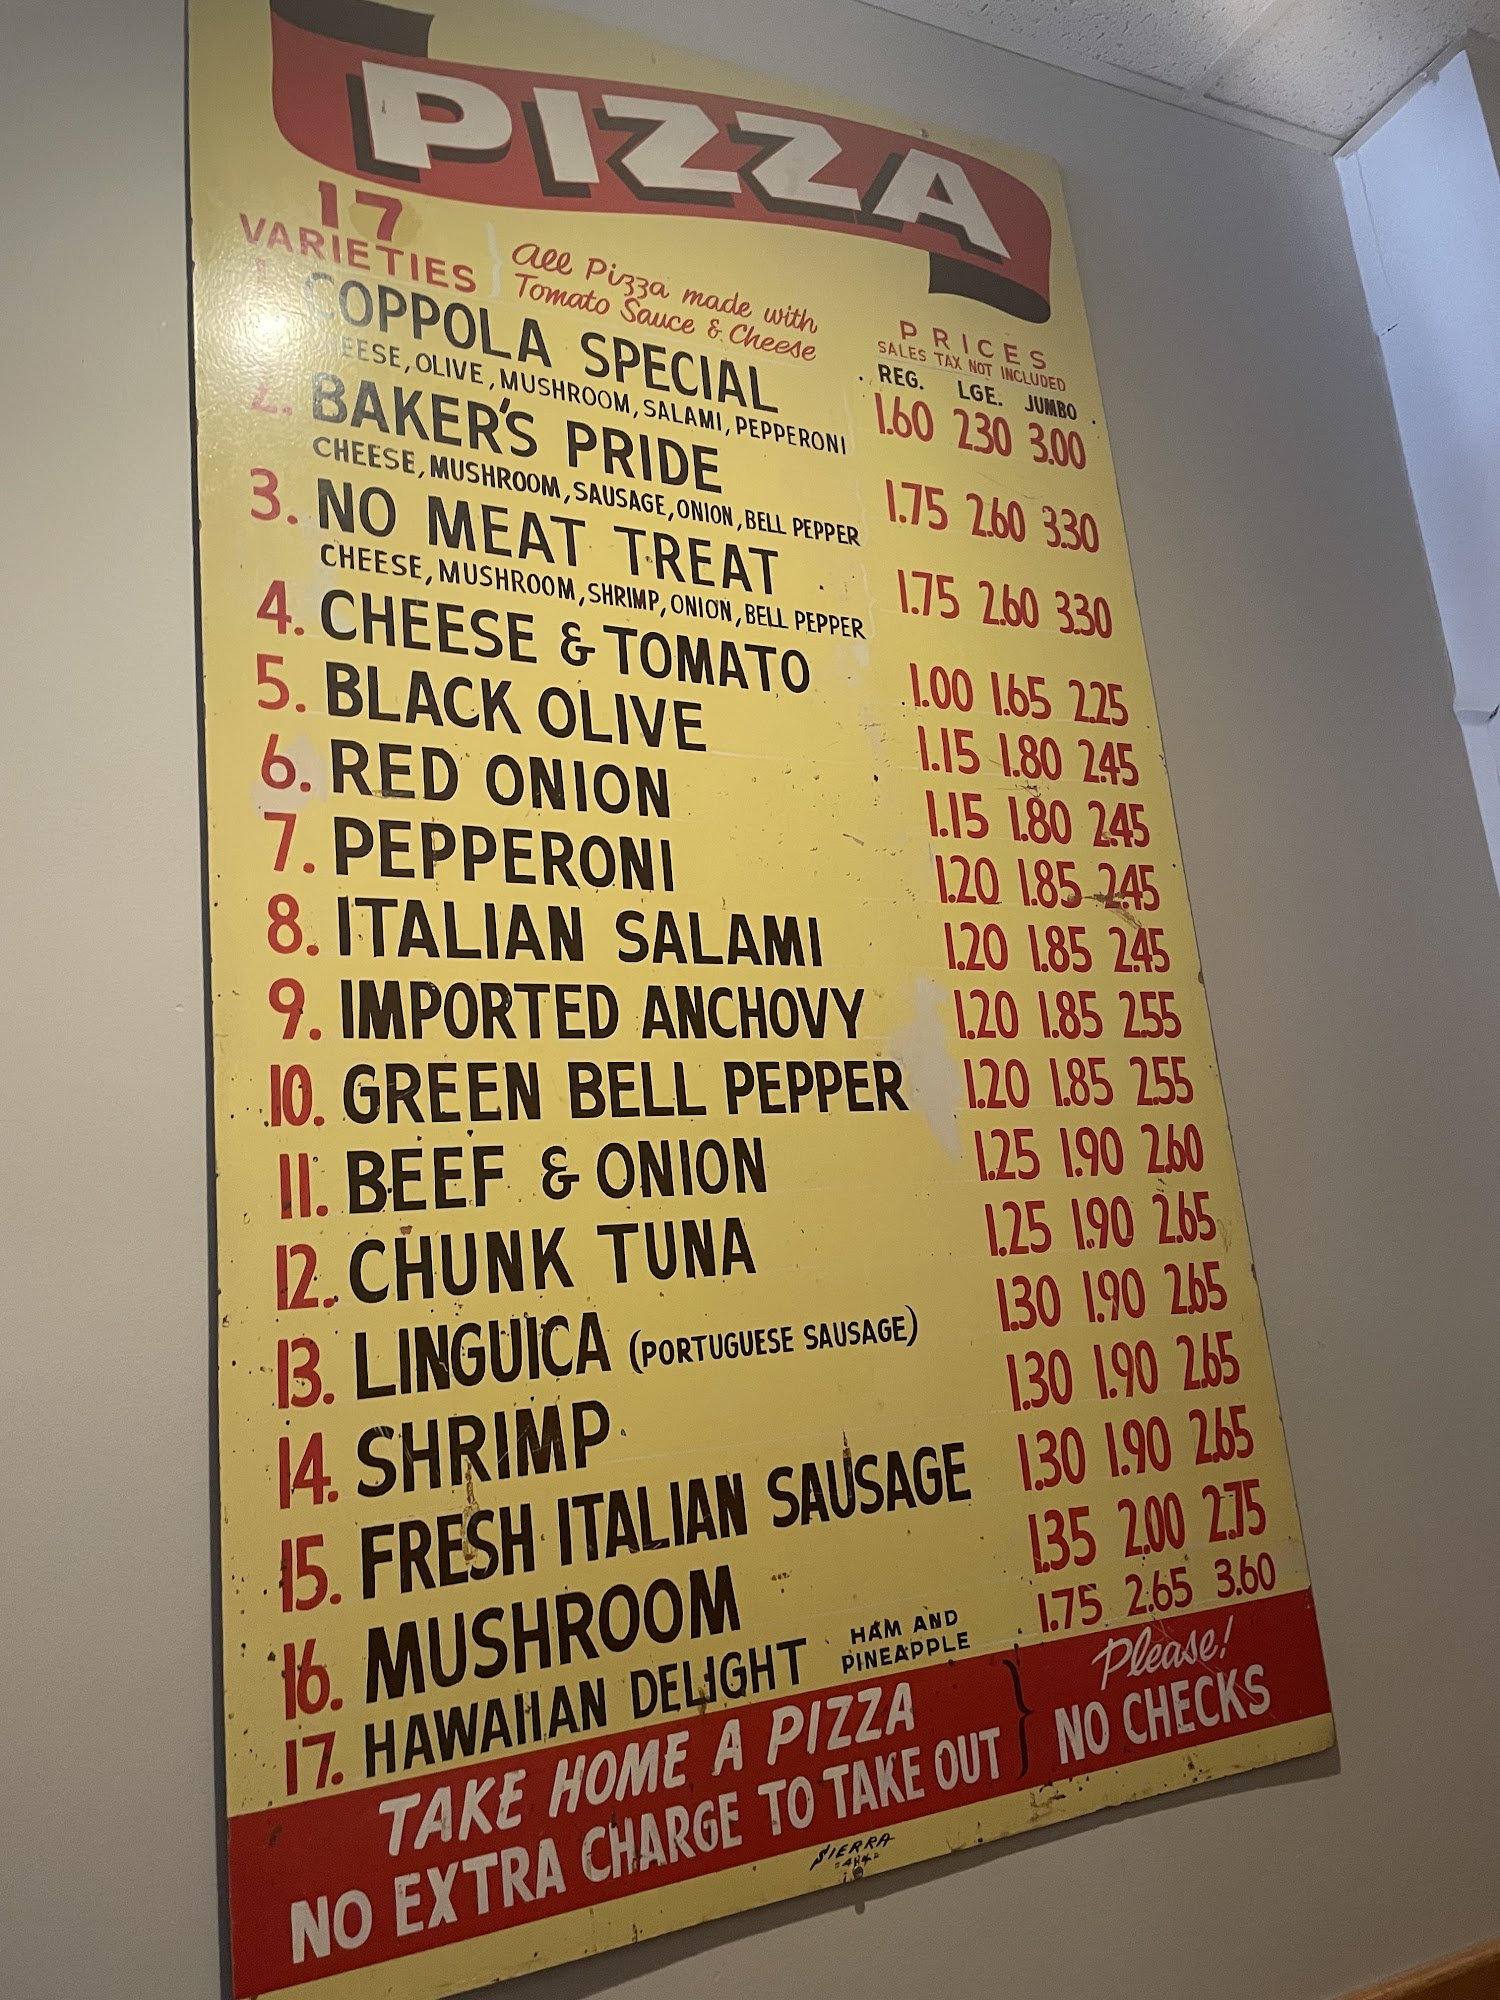 PIZZA
17
VARIETIES
All Pizza made with
Tomato Sauce & Cheese
PRICES
SALES TAX NOT INCLUDED
REG. LGE. JUMBO
1. COPPOLA SPECIAL 1.60 2.30 3.00
CHEESE, OLIVE, MUSHROOM, SALAMI, PEPPERONI
2. BAKER'S PRIDE 1.75 2.60 3.30
CHEESE, MUSHROOM, SAUSAGE, ONION, BELL PEPPER
3. NO MEAT TREAT 1.75 2.60 3.30
CHEESE, MUSHROOM, SHRIMP, ONION, BELL PEPPER
4. CHEESE & TOMATO 1.00 1.65 2.25
5. BLACK OLIVE 1.15 1.80 2.45
6. RED ONION 1.15 1.80 2.45
7. PEPPERONI 1.20 1.85 2.45
8. ITALIAN SALAMI 1.20 1.85 2.45
9. IMPORTED ANCHOVY 1.20 1.85 2.55
10. GREEN BELL PEPPER 1.20 1.85 2.55
11. BEEF & ONION 1.25 1.90 2.60
12. CHUNK TUNA 1.25 1.90 2.65
13. LINGUICA (PORTUGUESE SAUSAGE) 1.30 1.90 2.65
14. SHRIMP 1.30 1.90 2.65
15. FRESH ITALIAN SAUSAGE 1.30 1.90 2.65
16. MUSHROOM 1.35 2.00 2.75
17. HAWAIIAN DELIGHT HAM AND PINEAPPLE 1.75 2.65 3.60
TAKE HOME A PIZZA
NO EXTRA CHARGE TO TAKE OUT
Please!
NO CHECKS
SIERRA